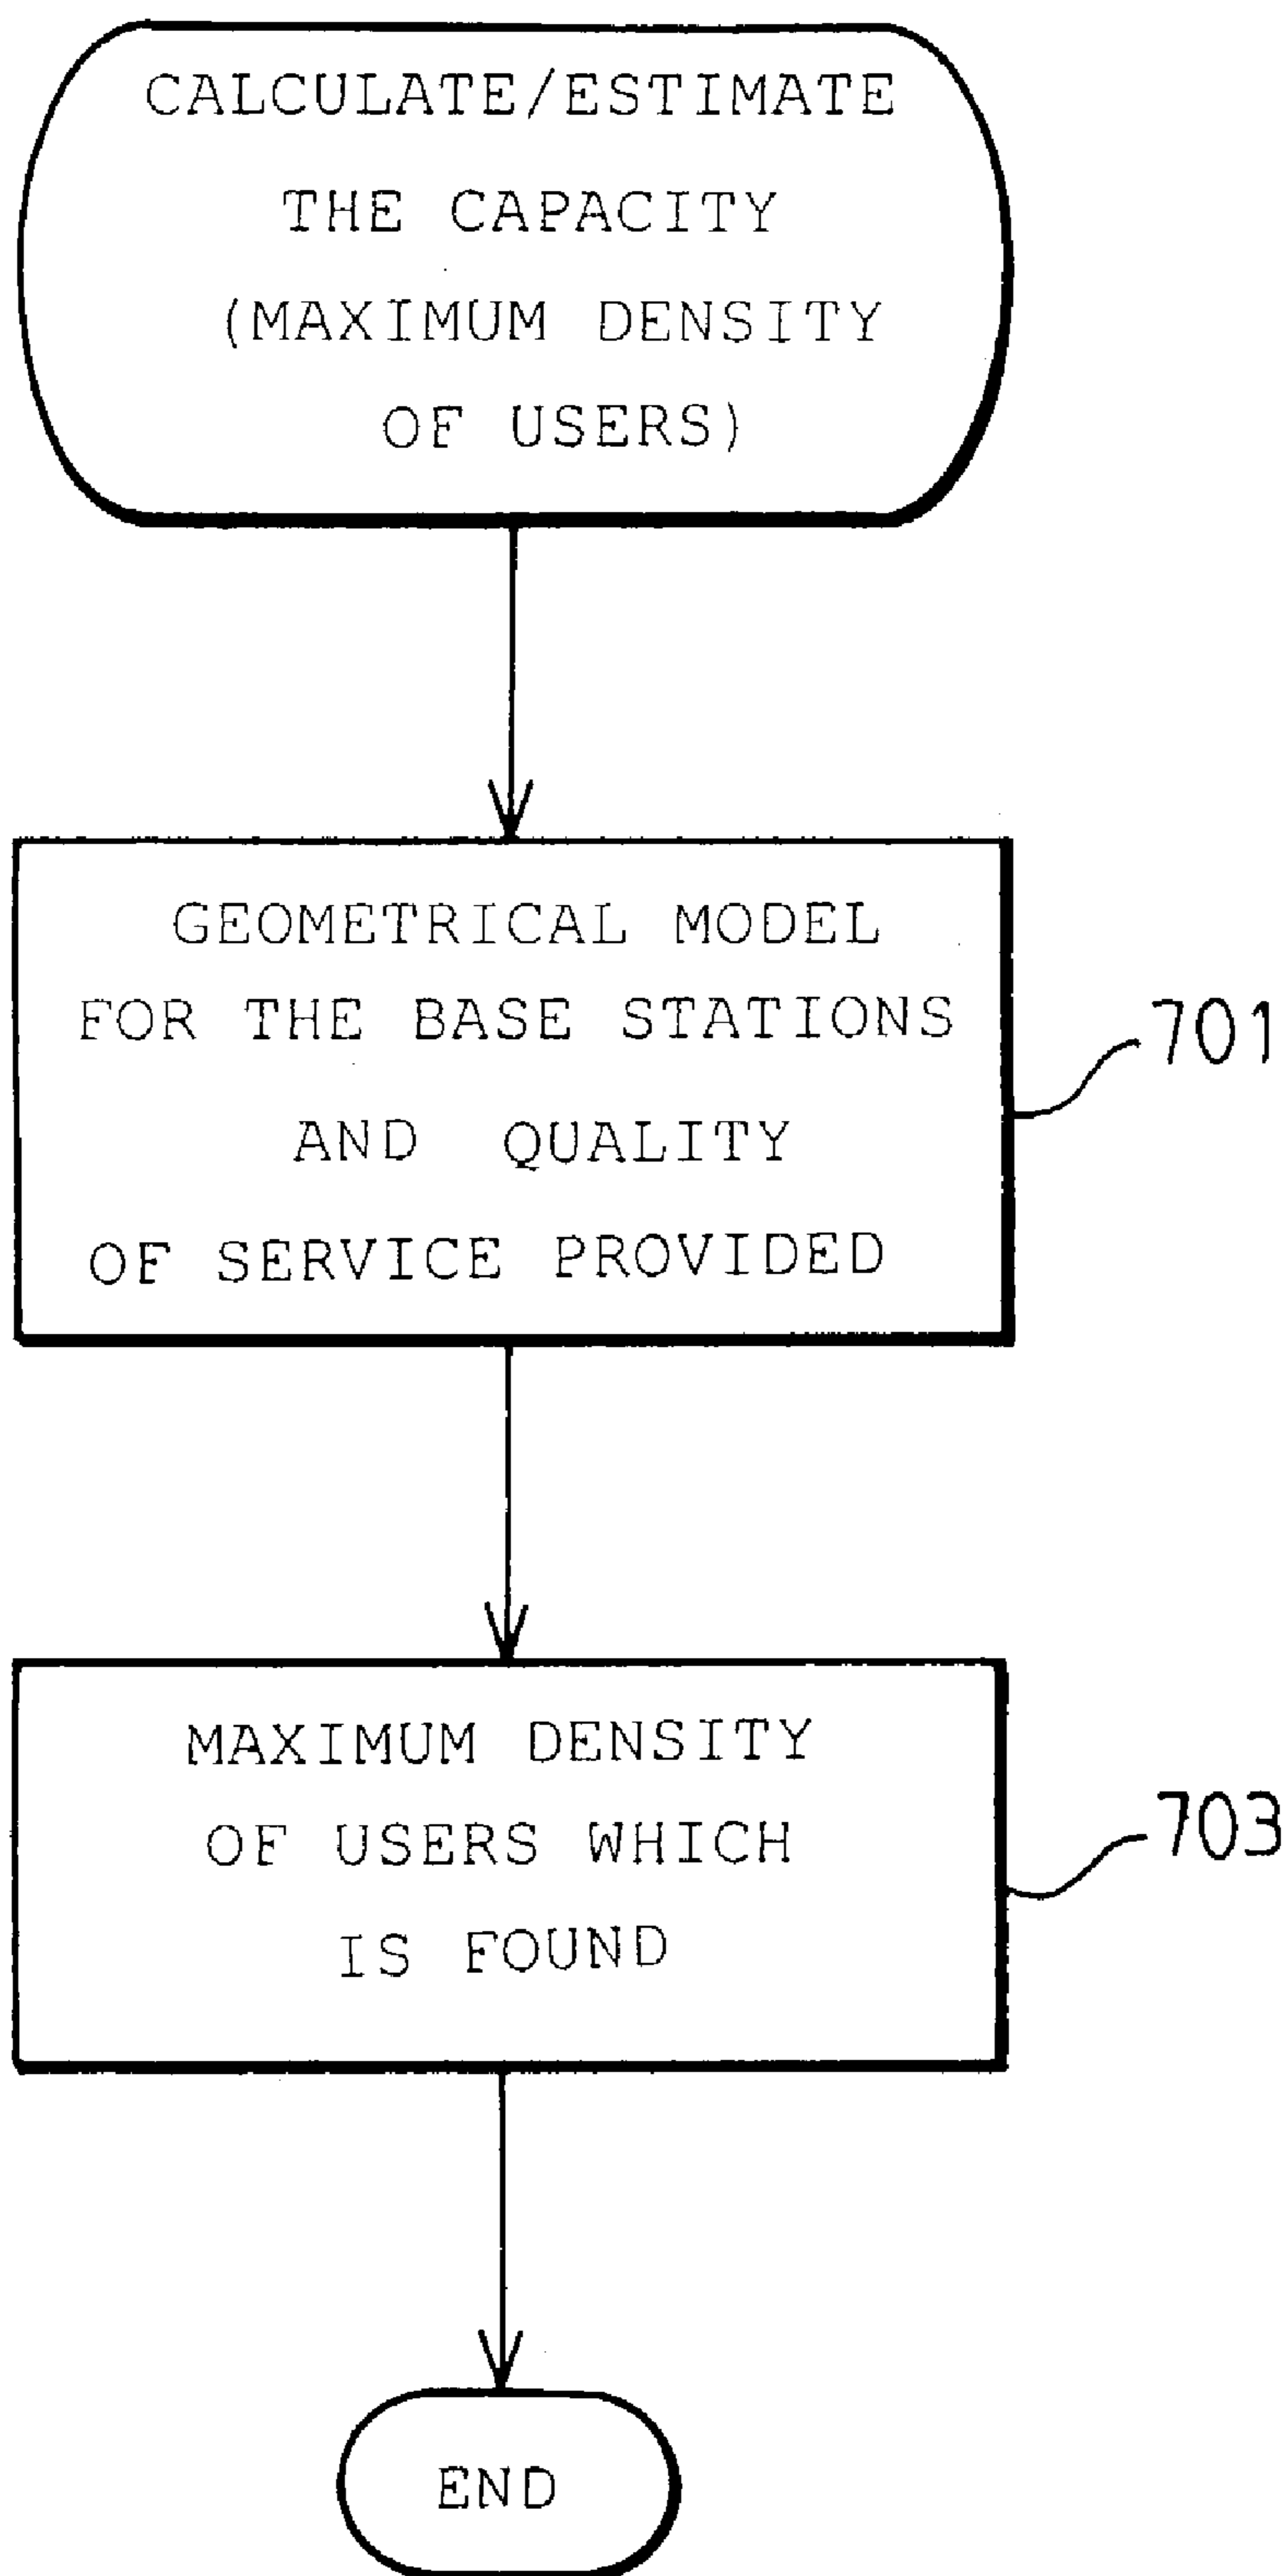 CALCULATE/ESTIMATE
THE CAPACITY
(MAXIMUM DENSITY
OF USERS)
GEOMETRICAL MODEL
FOR THE BASE STATIONS
AND QUALITY
OF SERVICE PROVIDED
701
MAXIMUM DENSITY
OF USERS WHICH
IS FOUND
703
END